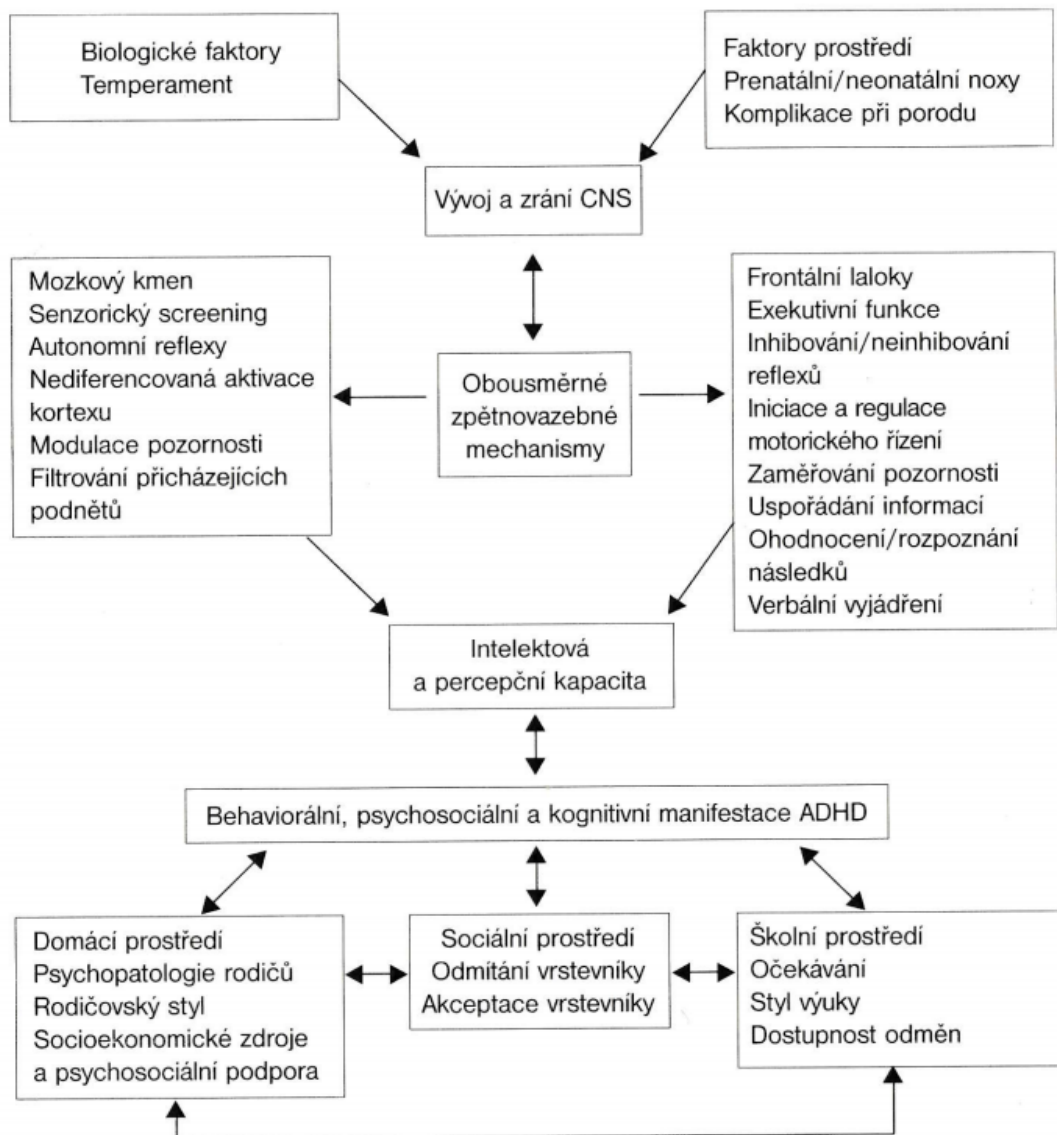 Biologické faktory
Temperament
Faktory prostředí
Prenatální/neonatální noxy
Komplikace při porodu
Vývoj a zrání CNS
Mozkový kmen
Senzorický screening
Autonomní reflexy
Nediferencovaná aktivace
kortexu
Modulace pozornosti
Filtrování přicházejících
podnětů
Obousměrné
zpětnovazebné
mechanismy
Frontální laloky
Exekutivní funkce
Inhibování/neinhibování
reflexů
Iniciace a regulace
motorického řízení
Zaměřování pozornosti
Uspořádání informací
Ohodnocení/rozpoznání
následků
Verbální vyjádření
Intelektová
a percepční kapacita
Behaviorální, psychosociální a kognitivní manifestace ADHD
Domácí prostředí
Psychopatologie rodičů
Rodičovský styl
Socioekonomické zdroje
a psychosociální podpora
Sociální prostředí
Odmítání vrstevníky
Akceptace vrstevníky
Školní prostředí
Očekávání
Styl výuky
Dostupnost odměn